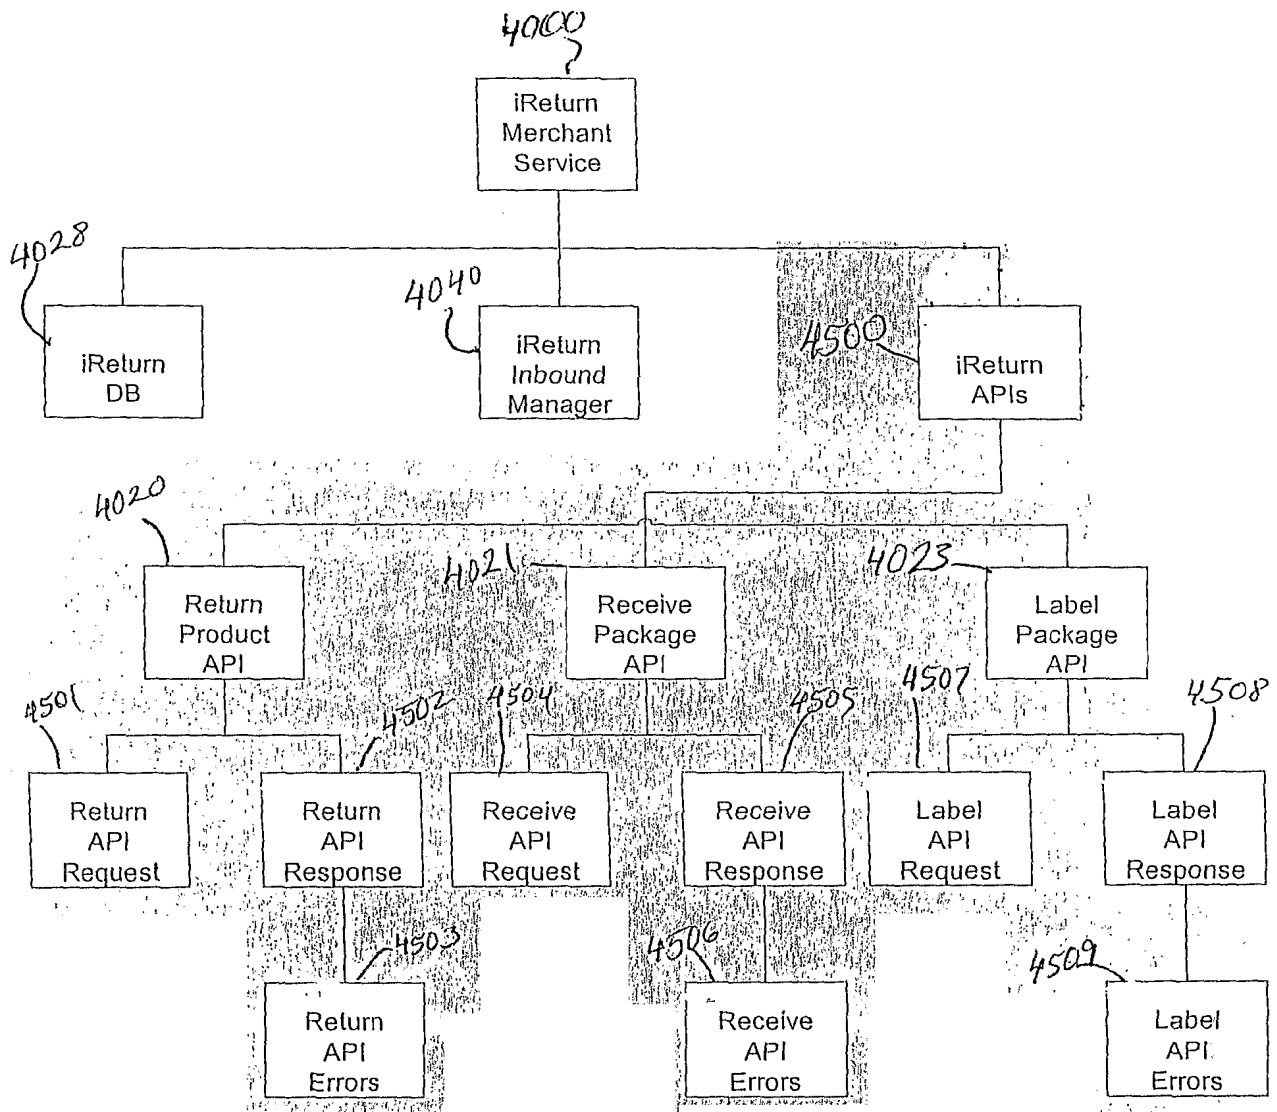 4000
iReturn
Merchant
Service
4028
4040
4500
iReturn
DB
iReturn
Inbound
Manager
iReturn
APIs
4020
4021
4023
Return
Product
API
Receive
Package
API
Label
Package
API
4501
4502
4504
4505
4507
4508
Return
API
Request
Return
API
Response
Receive
API
Request
Receive
API
Response
Label
API
Request
Label
API
Response
4503
4506
4509
Return
API
Errors
Receive
API
Errors
Label
API
Errors